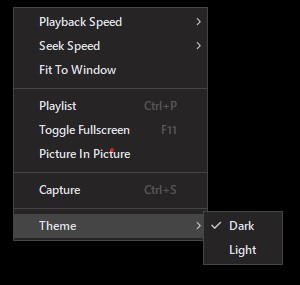 Playback Speed
Seek Speed
Fit To Window
Playlist Ctrl+P
Toggle Fullscreen F11
Picture In Picture
Capture Ctrl+S
Theme
Dark
Light